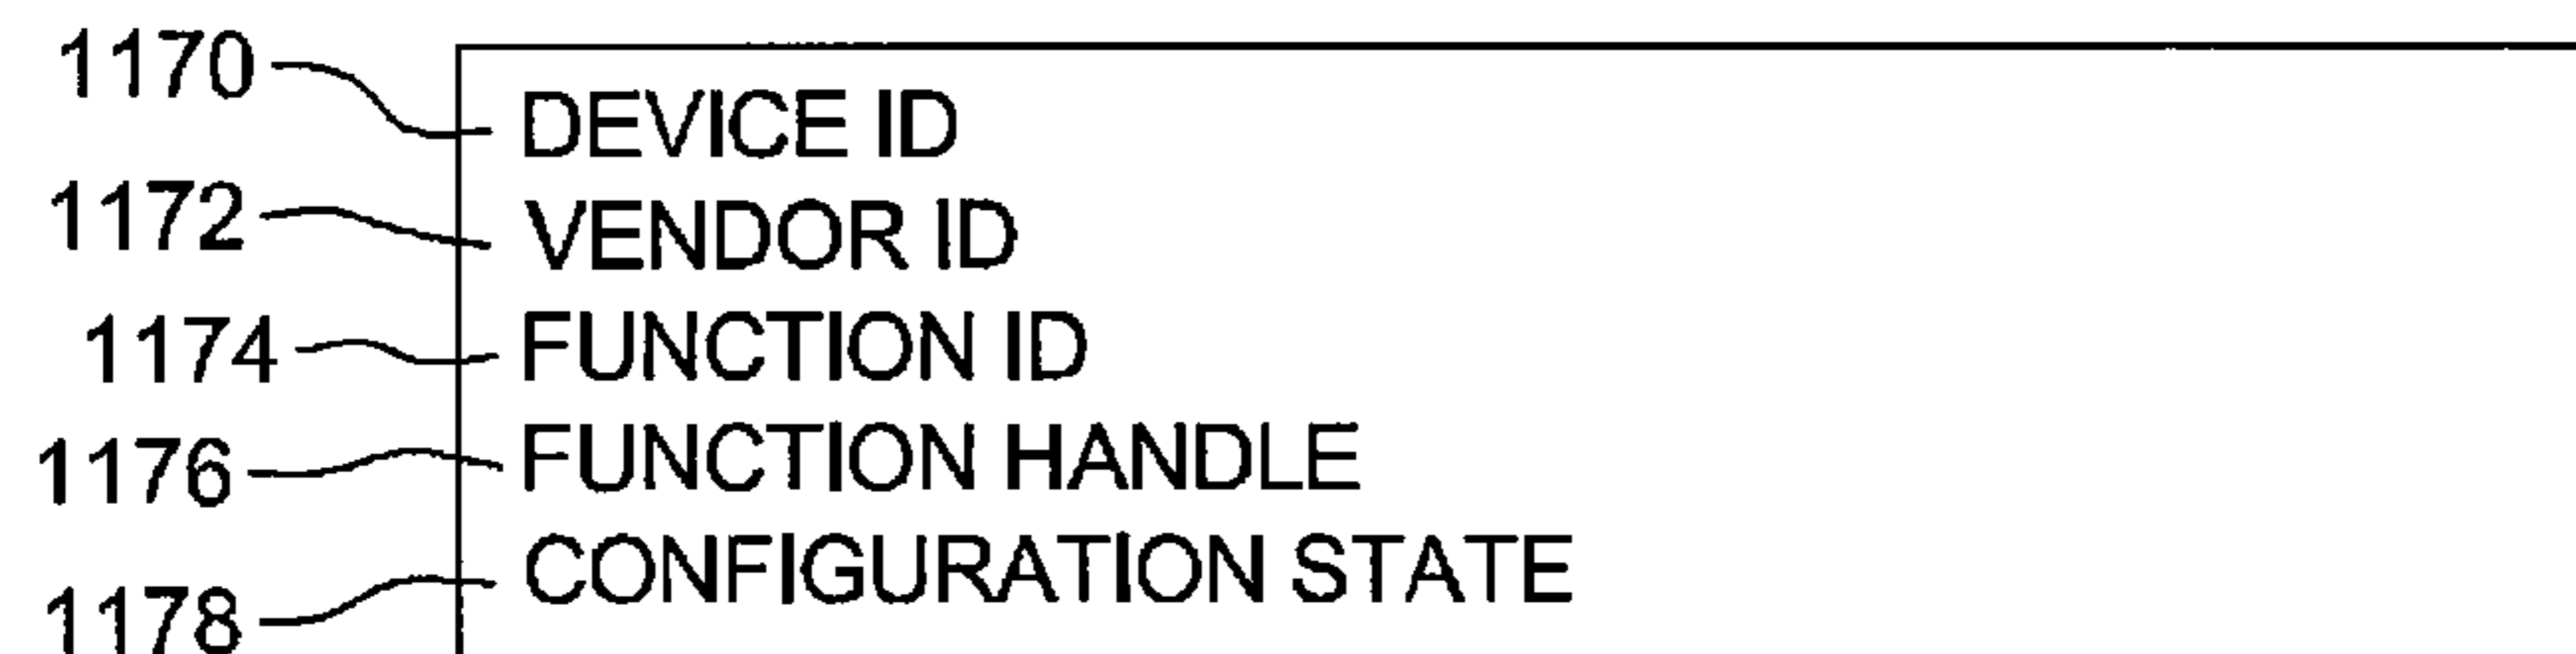 1170 DEVICE ID
1172 VENDOR ID
1174 FUNCTION ID
1176 FUNCTION HANDLE
1178 CONFIGURATION STATE